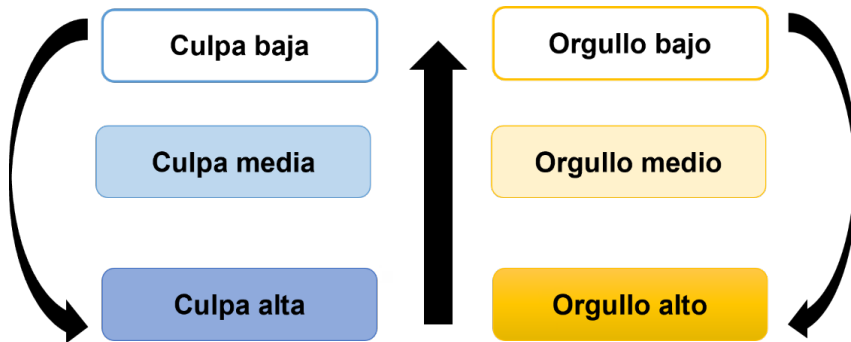 Culpa baja
Orgullo bajo
Culpa media
Orgullo medio
Culpa alta
Orgullo alto